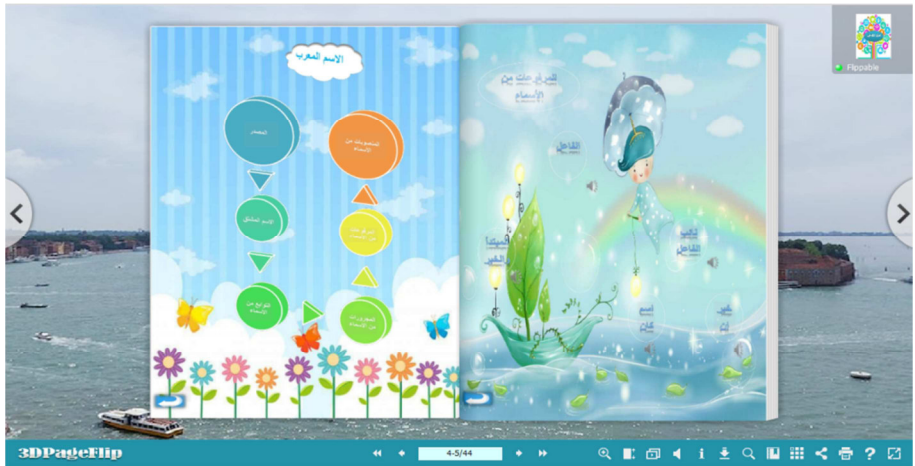 الاسم المعرب
المصدر
الاسم المشتق
التوابع من
الأسماء
المجرورات
من الأسماء
المرفوعات
من الأسماء
المنصوبات من
الأسماء
المرفوعات من
الأسماء
الفاعل
نائب
الفاعل
المبتدأ
والخبر
اسم
كان
خبر
إن
Flippable
3DPageFlip
4-5/44